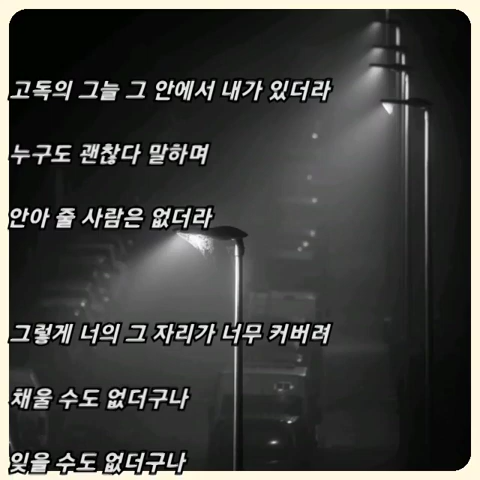 고독의 그늘 그 안에서 내가 있더라
누구도 괜찮다 말하며
안아 줄 사람은 없더라
그렇게 너의 그 자리가 너무 커버려
채울 수도 없더구나
잊을 수도 없더구나